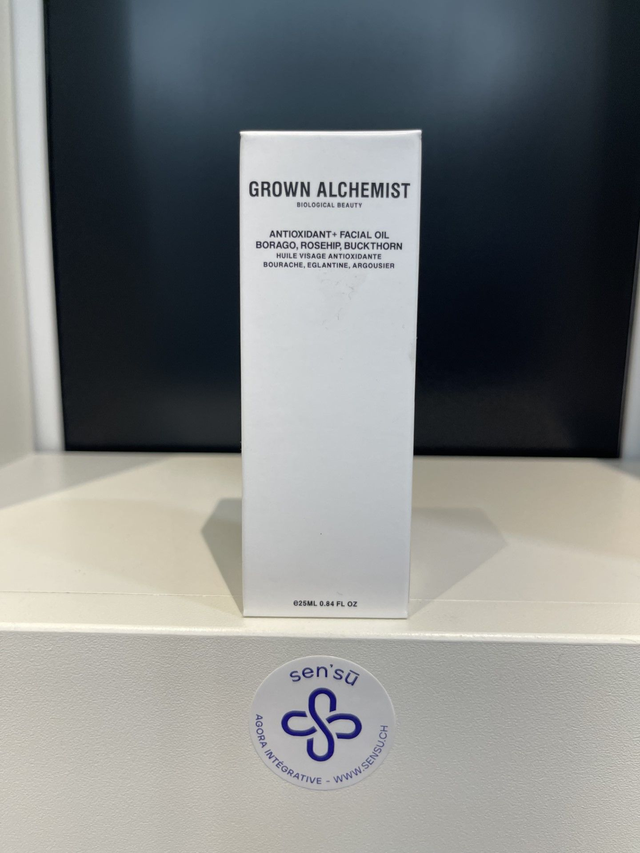 GROWN ALCHEMIST
BIOLOGICAL BEAUTY
ANTIOXIDANT+ FACIAL OIL
BORAGO, ROSEHIP, BUCKTHORN
HUILE VISAGE ANTIOXIDANTE
BOURACHE, EGLANTINE, ARGOUSIER
℮25ML 0.84 FL OZ
sen'sū
AGORA INTÉGRATIVE - WWW.SENSU.CH